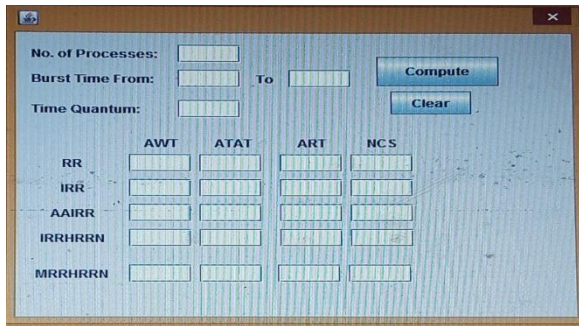 No. of Processes:
Burst Time From: To
Compute
Time Quantum:
Clear
AWT ATAT ART NCS
RR
IRR
AAIRR
IRRHRRN
MRRHRRN